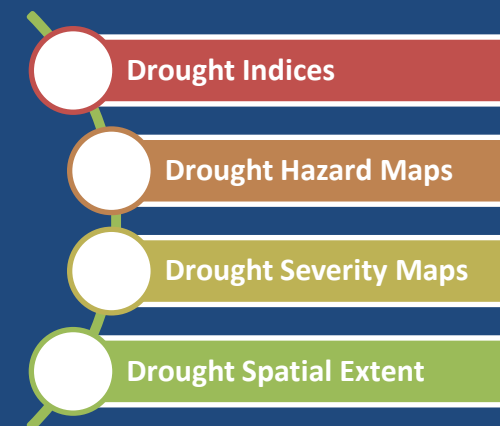 Drought Indices
Drought Hazard Maps
Drought Severity Maps
Drought Spatial Extent